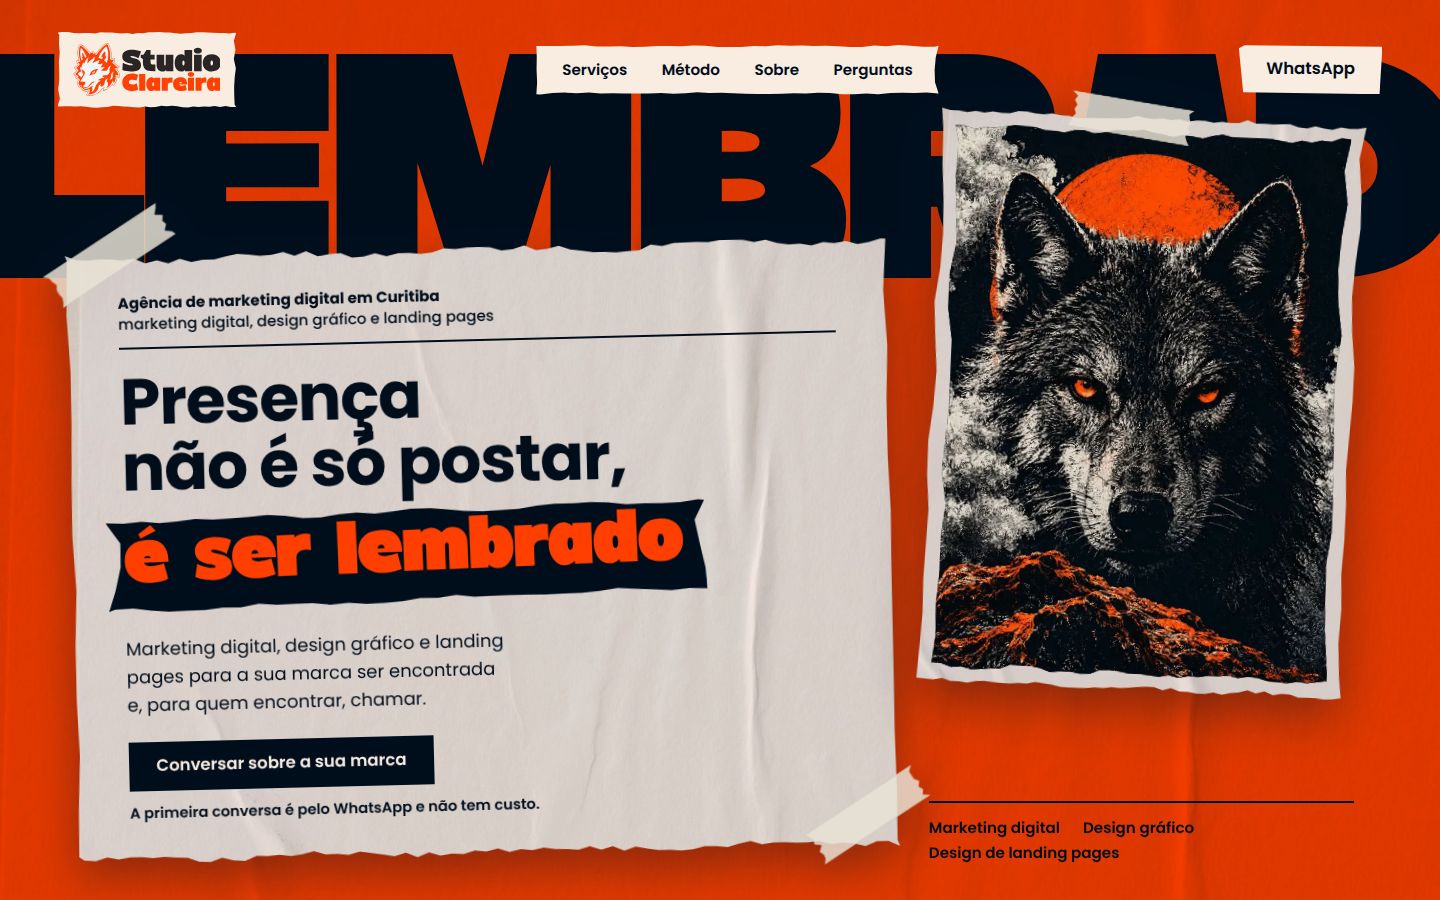 Studio
Clareira
Serviços
Método
Sobre
Perguntas
WhatsApp
Agência de marketing digital em Curitiba
marketing digital, design gráfico e landing pages
Presença
não é só postar,
é ser lembrado
Marketing digital, design gráfico e landing
pages para a sua marca ser encontrada
e, para quem encontrar, chamar.
Conversar sobre a sua marca
A primeira conversa é pelo WhatsApp e não tem custo.
Marketing digital
Design gráfico
Design de landing pages